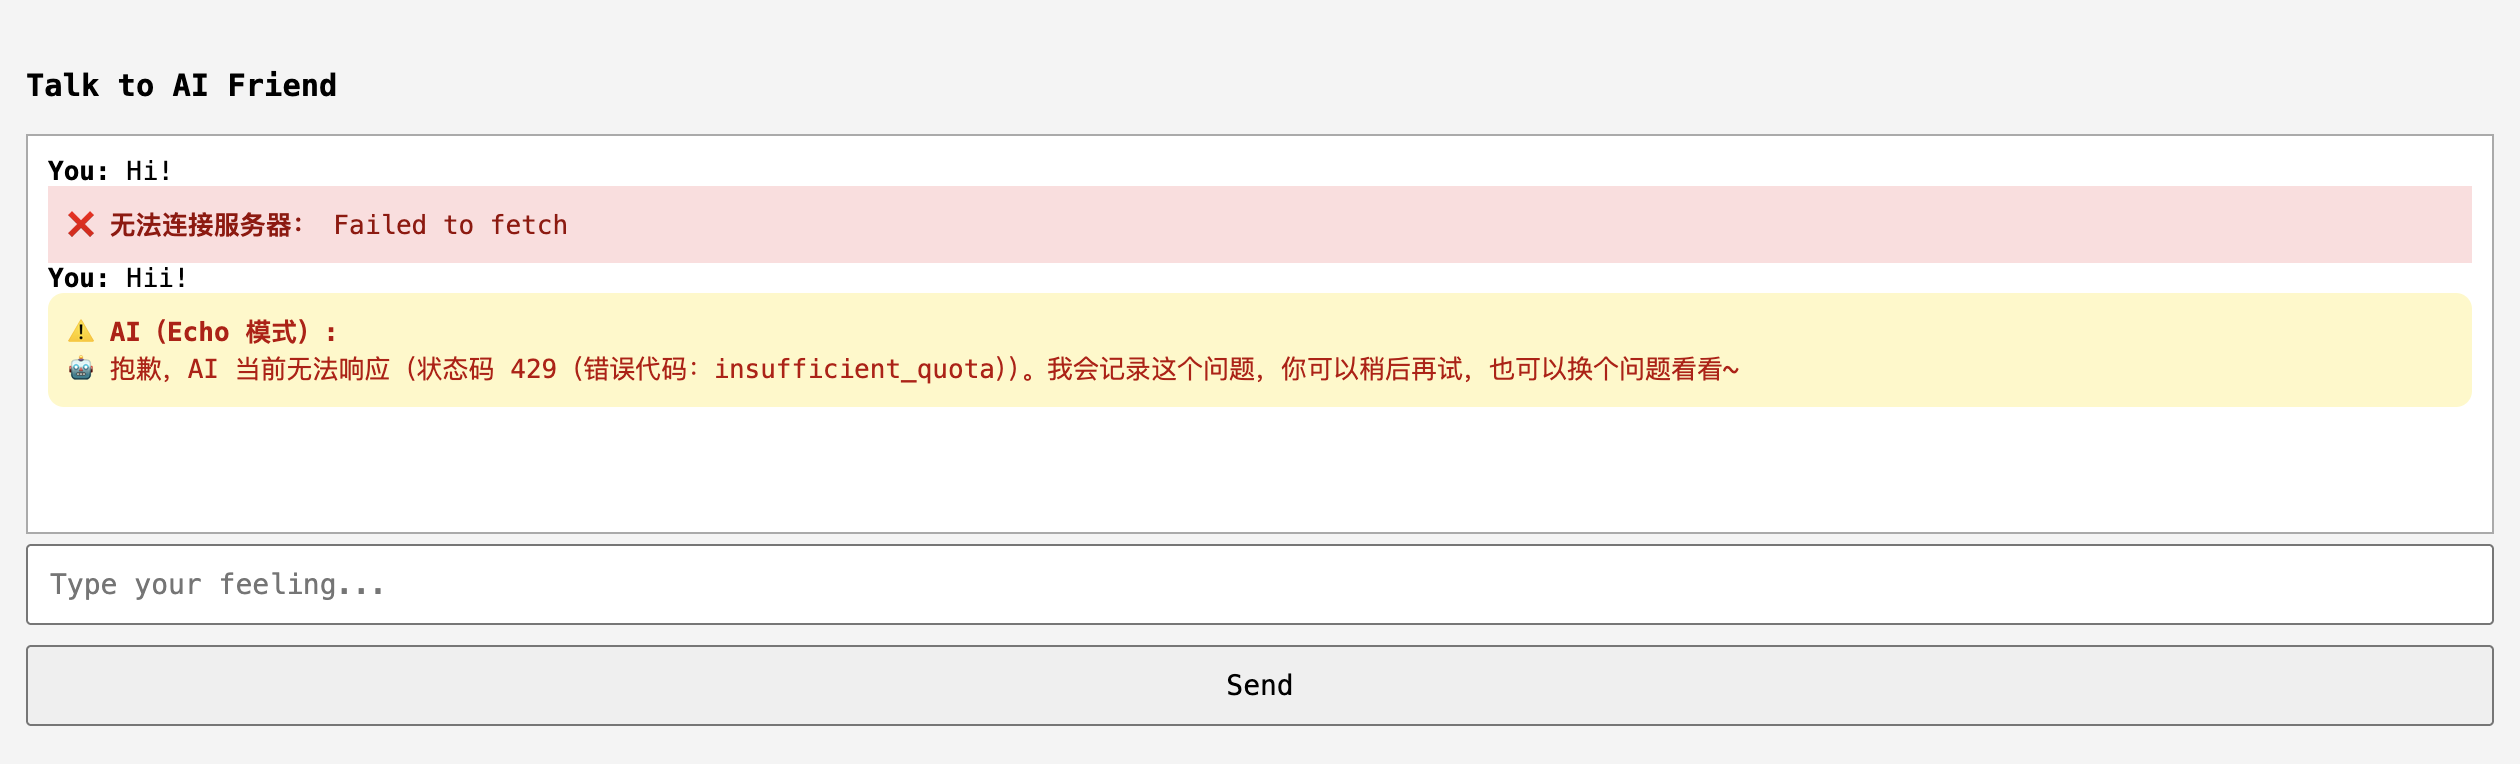 Talk to AI Friend
You: Hi!
❌ 无法连接服务器： Failed to fetch
You: Hii!
⚠️ AI（Echo 模式）:
🤖 抱歉，AI 当前无法响应（状态码 429（错误代码：insufficient_quota））。我会记录这个问题，你可以稍后再试，也可以换个问题看看~
Type your feeling...
Send